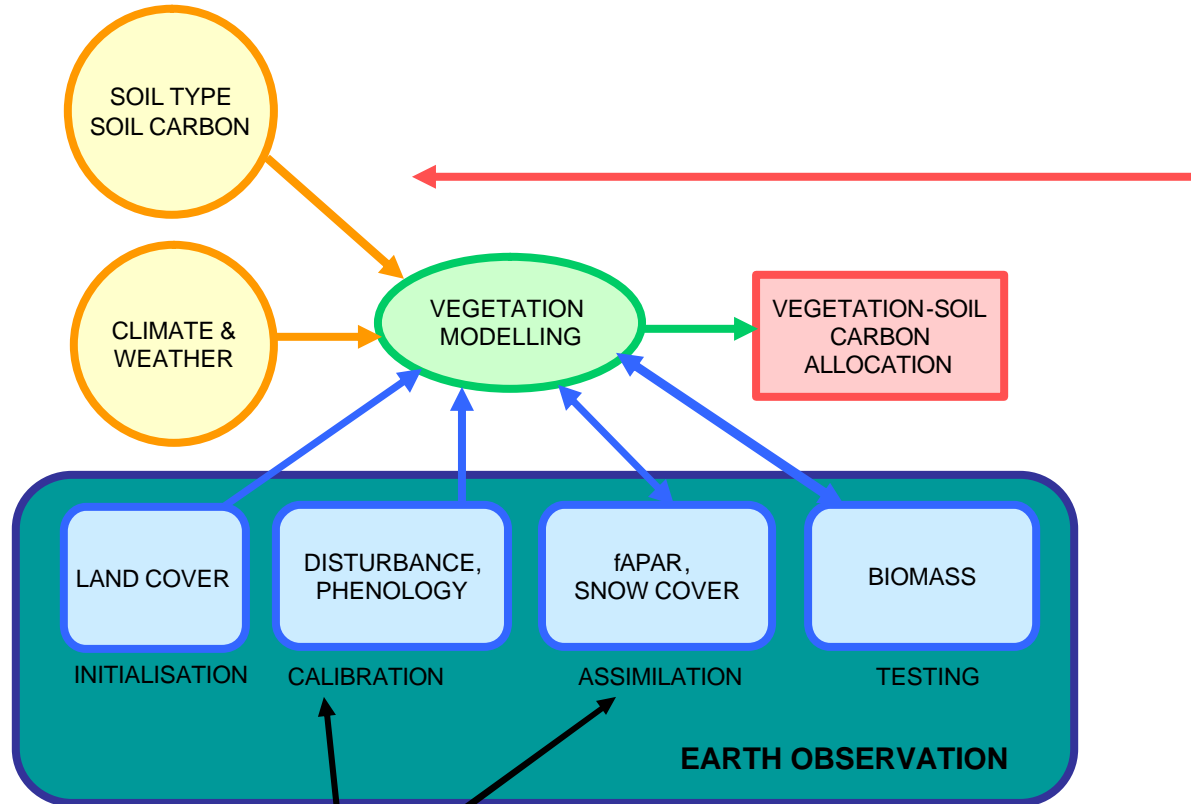 SOIL TYPE
SOIL CARBON
CLIMATE &
WEATHER
VEGETATION
MODELLING
VEGETATION-SOIL
CARBON
ALLOCATION
LAND COVER
DISTURBANCE,
PHENOLOGY
fAPAR,
SNOW COVER
BIOMASS
INITIALISATION
CALIBRATION
ASSIMILATION
TESTING
EARTH OBSERVATION